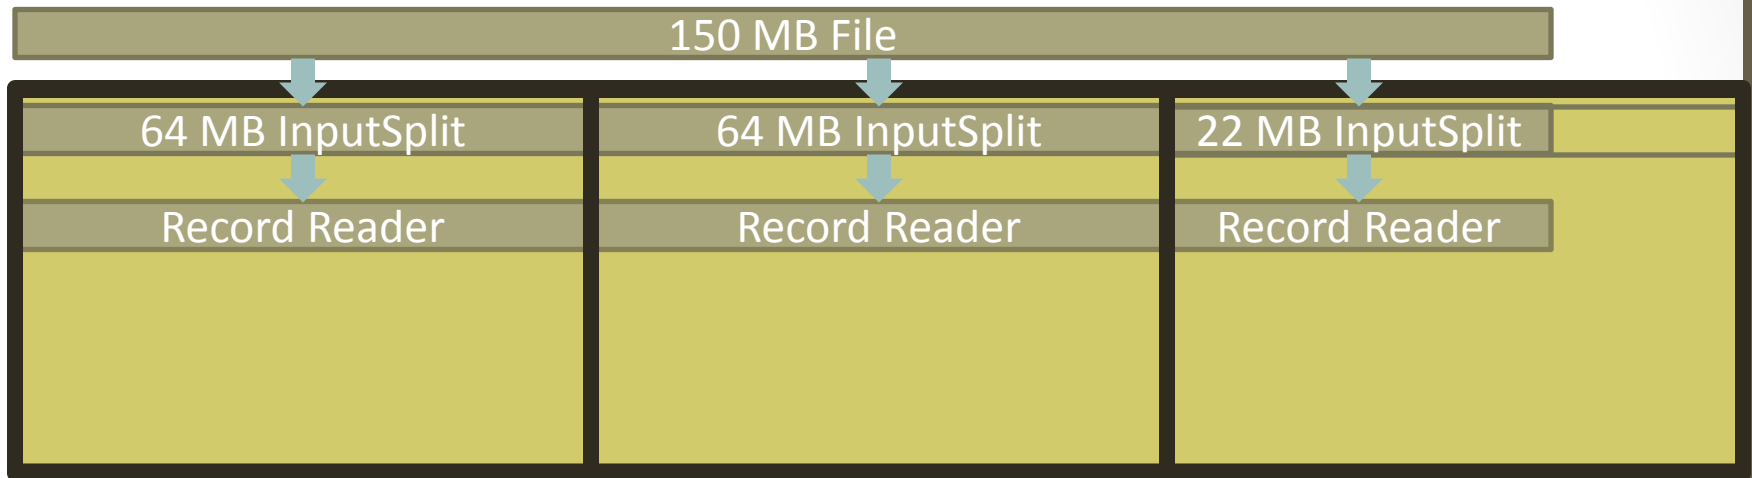 150 MB File
64 MB InputSplit
64 MB InputSplit
22 MB InputSplit
Record Reader
Record Reader
Record Reader